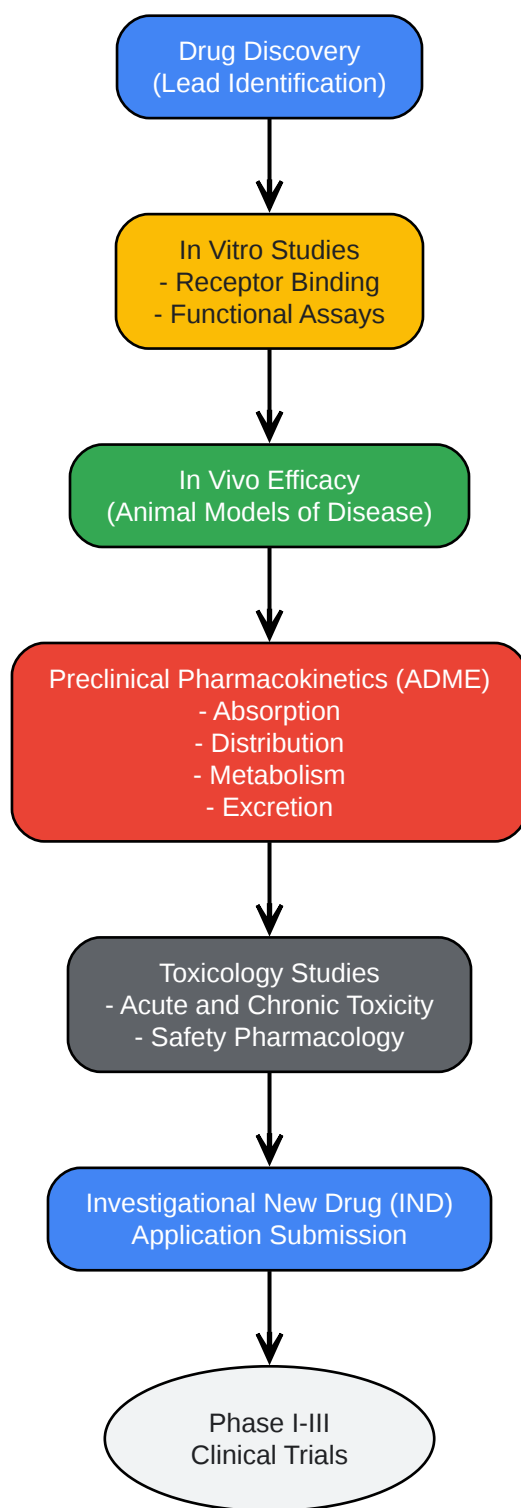 Drug Discovery
(Lead Identification)
In Vitro Studies
- Receptor Binding
- Functional Assays
In Vivo Efficacy
(Animal Models of Disease)
Preclinical Pharmacokinetics (ADME)
- Absorption
- Distribution
- Metabolism
- Excretion
Toxicology Studies
- Acute and Chronic Toxicity
- Safety Pharmacology
Investigational New Drug (IND)
Application Submission
Phase I-III
Clinical Trials